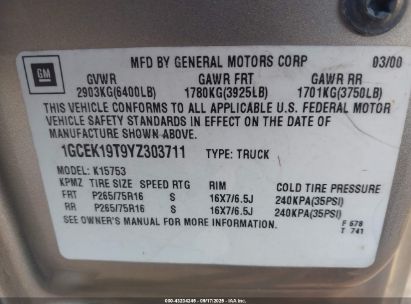 GM
MFD BY GENERAL MOTORS CORP 03/00
GVWR GAWR FRT GAWR RR
2903KG(6400LB) 1780KG(3925LB) 1701KG(3750LB)
THIS VEHICLE CONFORMS TO ALL APPLICABLE U.S. FEDERAL MOTOR
VEHICLE SAFETY STANDARDS IN EFFECT ON THE DATE OF
MANUFACTURE SHOWN ABOVE.
1GCEK19T9YZ303711 TYPE: TRUCK
MODEL: K15753
KPMZ TIRE SIZE SPEED RTG RIM COLD TIRE PRESSURE
FRT P265/75R16 S 16X7/6.5J 240KPA(35PSI)
RR P265/75R16 S 16X7/6.5J 240KPA(35PSI)
SEE OWNER'S MANUAL FOR MORE INFORMATION.
F 578
T 741